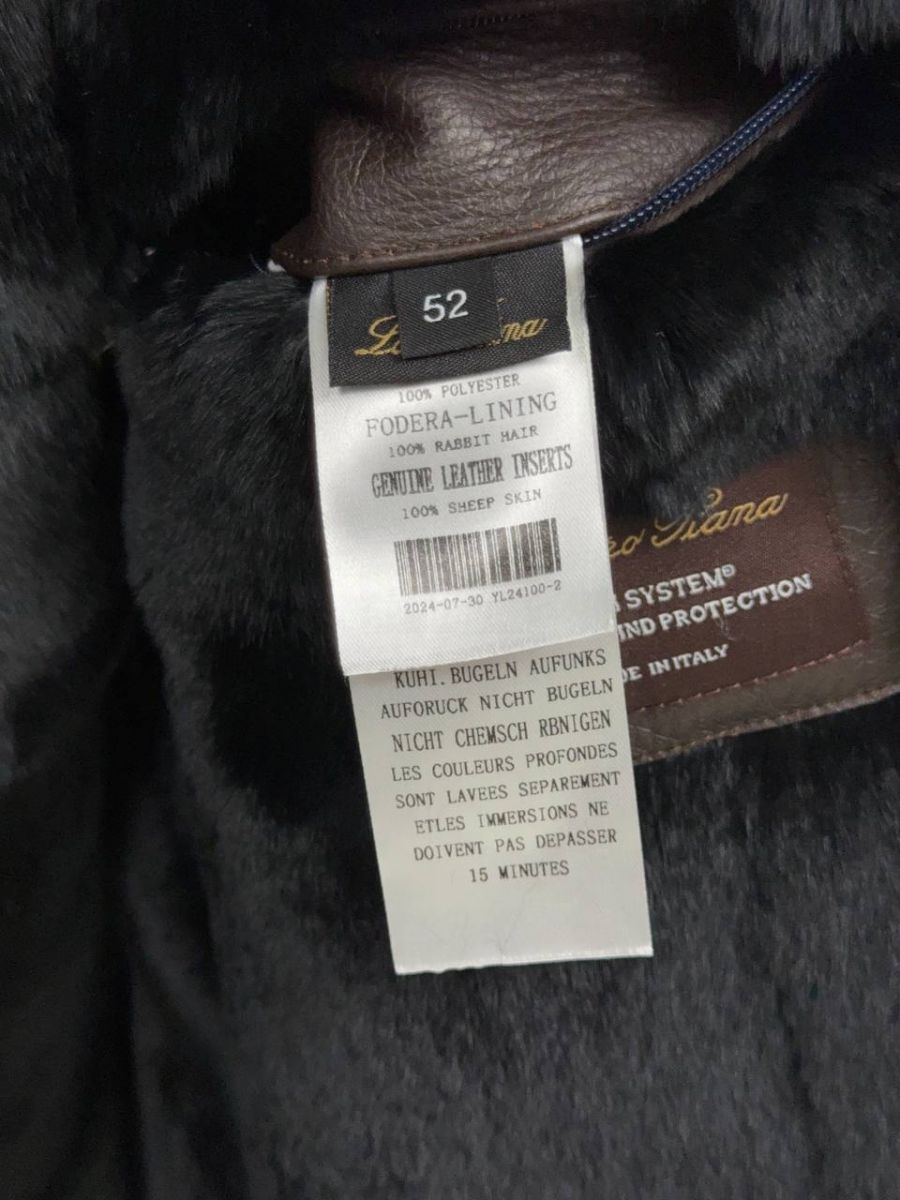 52
100% POLYESTER
FODERA-LINING
100% RABBIT HAIR
GENUINE LEATHER INSERTS
100% SHEEP SKIN
2024-07-30 YL24100-2
KUHI. BUGELN AUFUNKS
AUFORUCK NICHT BUGELN
NICHT CHEMSCH RBNIGEN
LES COULEURS PROFONDES
SONT LAVEES SEPAREMENT
ETLES IMMERSIONS NE
DOIVENT PAS DEPASSER
15 MINUTES
Piana
SYSTEM®
PROTECTION
IN ITALY